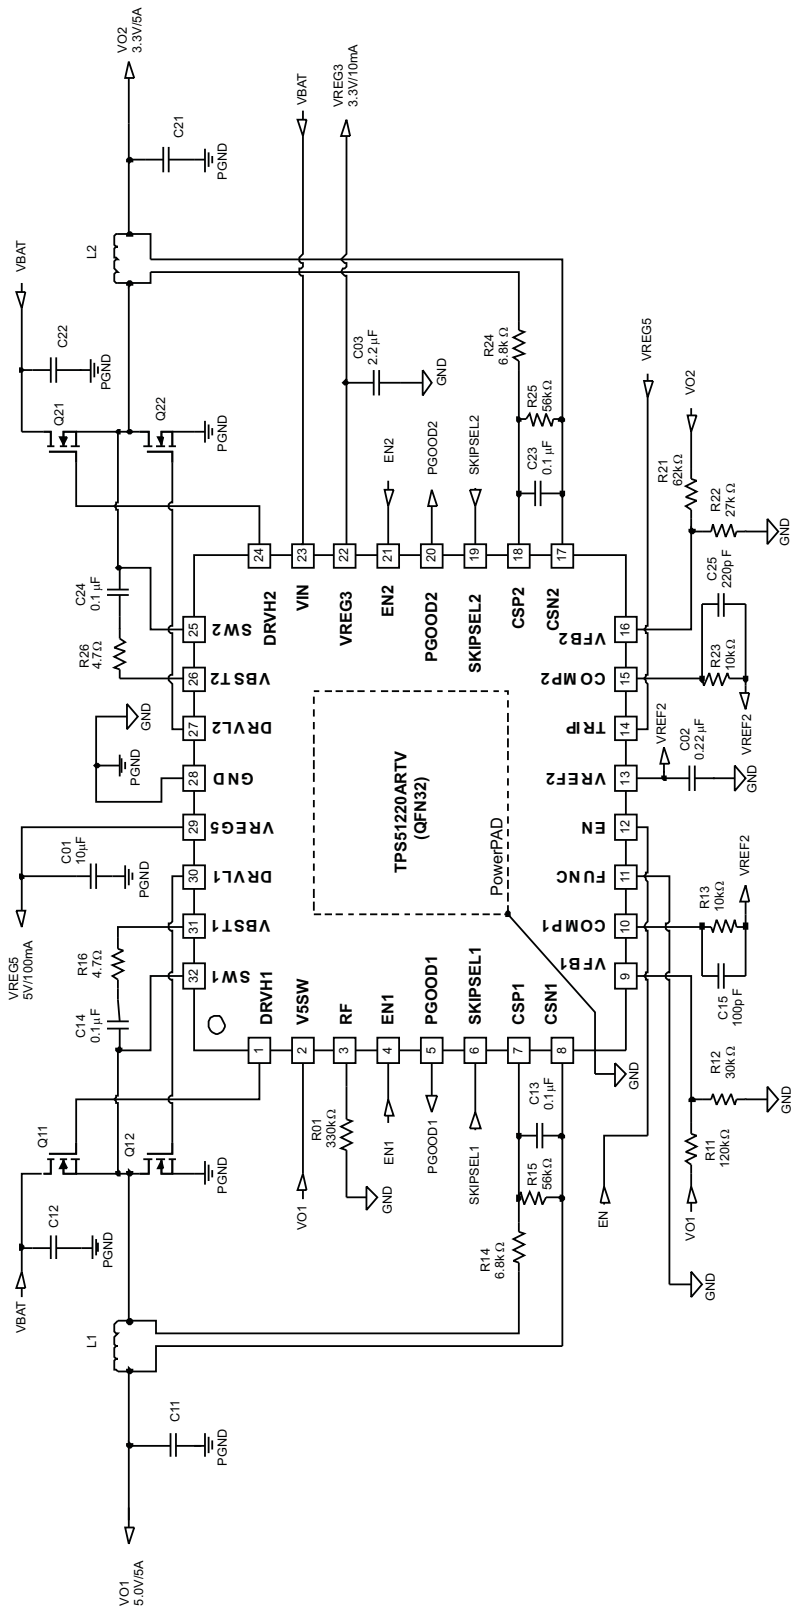 VO1
5.0V/5A
C11
PGND
L1
VBAT
C12
PGND
Q11
Q12
PGND
C14
0.1µF
R16
4.7Ω
VREG5
5V/100mA
C01
10µF
PGND
PGND
GND
R26
4.7Ω
C24
0.1µF
Q21
Q22
PGND
C22
PGND
VBAT
L2
C21
PGND
VO2
3.3V/5A
32
31
30
29
28
27
26
25
SW1
VBST1
DRVL1
VREG5
GND
DRVL2
VBST2
SW2
1
DRVH1
2
V5SW
3
RF
4
EN1
5
PGOOD1
6
SKIPSEL1
7
CSP1
8
CSN1
VO1
R01
330kΩ
GND
EN1
PGOOD1
SKIPSEL1
R14
6.8kΩ
R15
56kΩ
C13
0.1µF
TPS51220ARTV
(QFN32)
PowerPAD
GND
DRVH2
24
VIN
23
VREG3
22
EN2
21
PGOOD2
20
SKIPSEL2
19
CSP2
18
CSN2
17
VBAT
VREG3
3.3V/10mA
C03
2.2µF
GND
EN2
PGOOD2
SKIPSEL2
C23
0.1µF
R25
56kΩ
R24
6.8kΩ
VFB1
COMP1
FUNC
EN
VREF2
TRIP
COMP2
VFB2
9
10
11
12
13
14
15
16
EN
VREG5
VO1
R11
120kΩ
R12
30kΩ
GND
GND
C15
100pF
R13
10kΩ
VREF2
VREF2
C02
0.22µF
GND
R23
10kΩ
C25
220pF
VREF2
R21
62kΩ
R22
27kΩ
GND
VO2